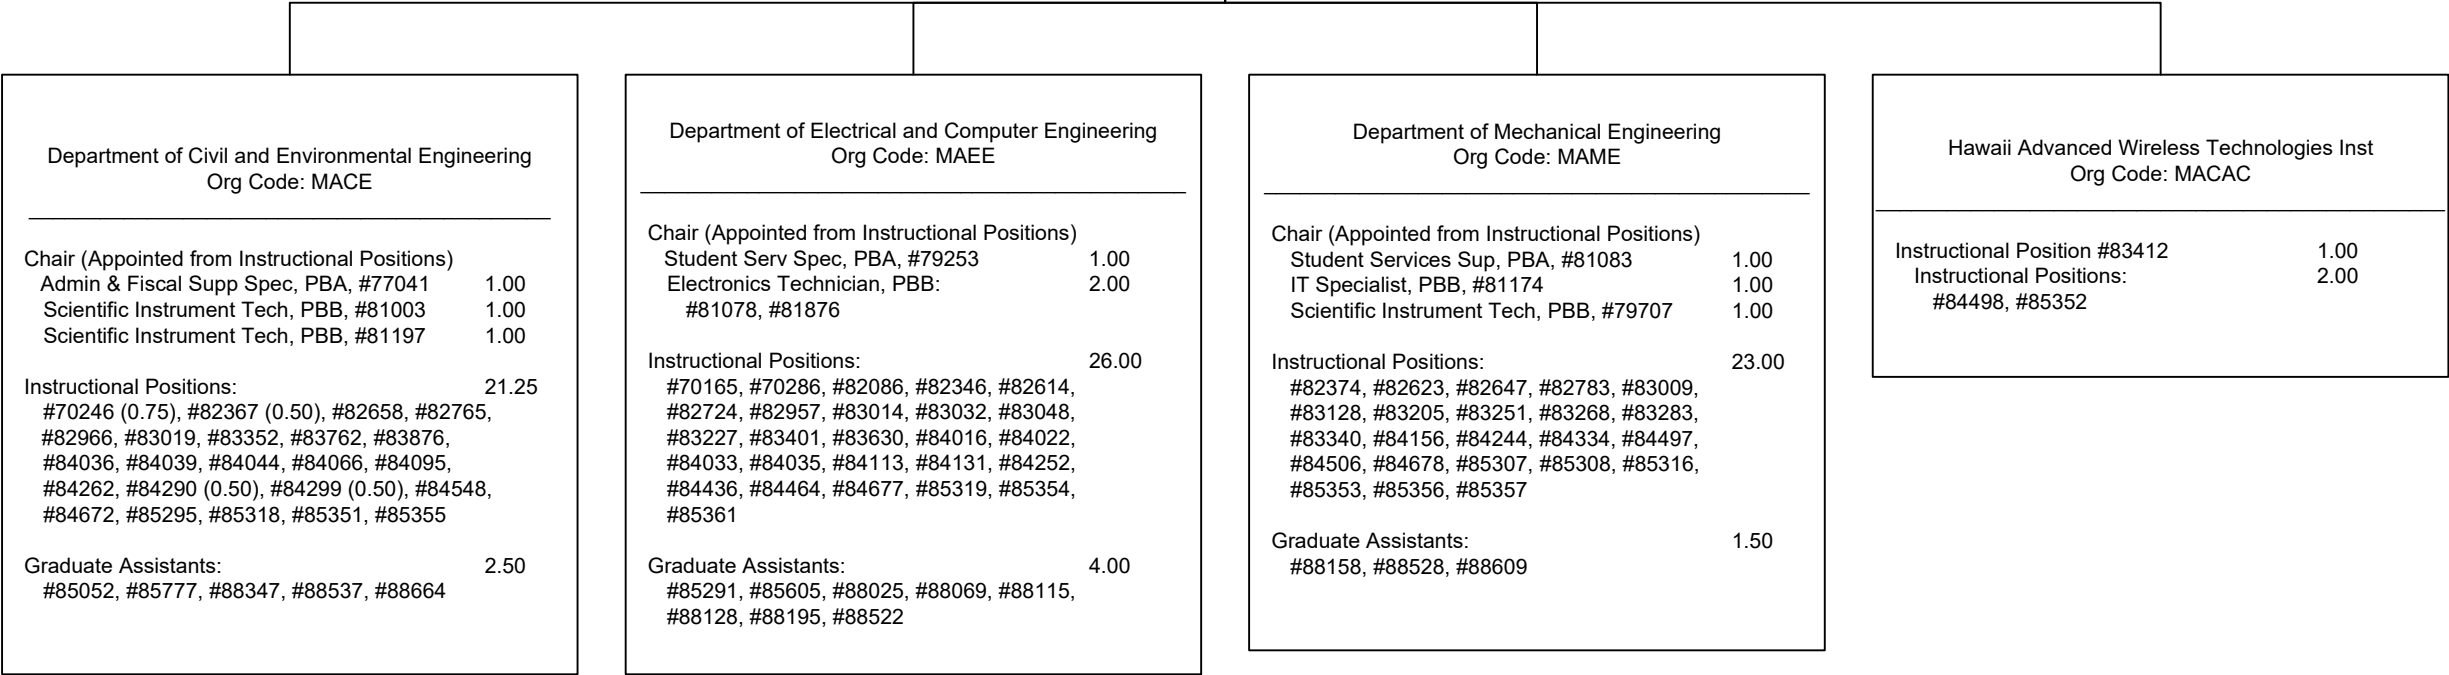 Department of Civil and Environmental Engineering
Org Code: MACE
Chair (Appointed from Instructional Positions)
Admin & Fiscal Supp Spec, PBA, #77041 1.00
Scientific Instrument Tech, PBB, #81003 1.00
Scientific Instrument Tech, PBB, #81197 1.00
Instructional Positions: 21.25
#70246 (0.75), #82367 (0.50), #82658, #82765,
#82966, #83019, #83352, #83762, #83876,
#84036, #84039, #84044, #84066, #84095,
#84262, #84290 (0.50), #84299 (0.50), #84548,
#84672, #85295, #85318, #85351, #85355
Graduate Assistants: 2.50
#85052, #85777, #88347, #88537, #88664
Department of Electrical and Computer Engineering
Org Code: MAEE
Chair (Appointed from Instructional Positions)
Student Serv Spec, PBA, #79253 1.00
Electronics Technician, PBB: 2.00
#81078, #81876
Instructional Positions: 26.00
#70165, #70286, #82086, #82346, #82614,
#82724, #82957, #83014, #83032, #83048,
#83227, #83401, #83630, #84016, #84022,
#84033, #84035, #84113, #84131, #84252,
#84436, #84464, #84677, #85319, #85354,
#85361
Graduate Assistants: 4.00
#85291, #85605, #88025, #88069, #88115,
#88128, #88195, #88522
Department of Mechanical Engineering
Org Code: MAME
Chair (Appointed from Instructional Positions)
Student Services Sup, PBA, #81083 1.00
IT Specialist, PBB, #81174 1.00
Scientific Instrument Tech, PBB, #79707 1.00
Instructional Positions: 23.00
#82374, #82623, #82647, #82783, #83009,
#83128, #83205, #83251, #83268, #83283,
#83340, #84156, #84244, #84334, #84497,
#84506, #84678, #85307, #85308, #85316,
#85353, #85356, #85357
Graduate Assistants: 1.50
#88158, #88528, #88609
Hawaii Advanced Wireless Technologies Inst
Org Code: MACAC
Instructional Position #83412 1.00
Instructional Positions: 2.00
#84498, #85352